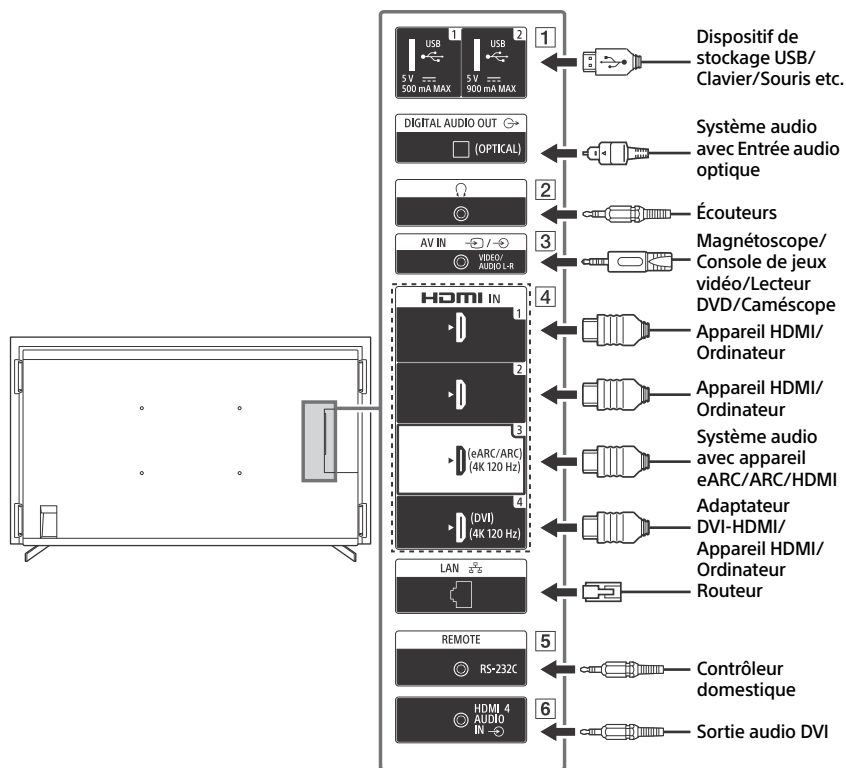 1 2 1
USB USB
5 V 5 V
500 mA MAX 900 mA MAX
Dispositif de
stockage USB/
Clavier/Souris etc.
DIGITAL AUDIO OUT
(OPTICAL)
Système audio
avec Entrée audio
optique
2
Écouteurs
AV IN / 3
VIDEO/
AUDIO L-R
Magnétoscope/
Console de jeux
vidéo/Lecteur
DVD/Caméscope
HDMI IN 4
1
Appareil HDMI/
Ordinateur
2
Appareil HDMI/
Ordinateur
3
(eARC/ARC)
(4K 120 Hz)
Système audio
avec appareil
eARC/ARC/HDMI
4
(DVI)
(4K 120 Hz)
Adaptateur
DVI-HDMI/
Appareil HDMI/
Ordinateur
LAN
Routeur
REMOTE 5
RS-232C
Contrôleur
domestique
HDMI 4 6
AUDIO
IN
Sortie audio DVI